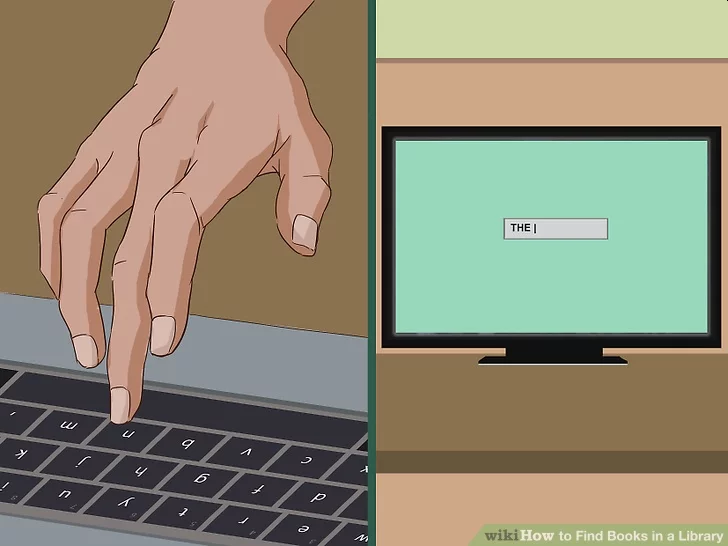 , m n b v c
k j h g f d
i u y t r e w
THE |
wikiHow to Find Books in a Library